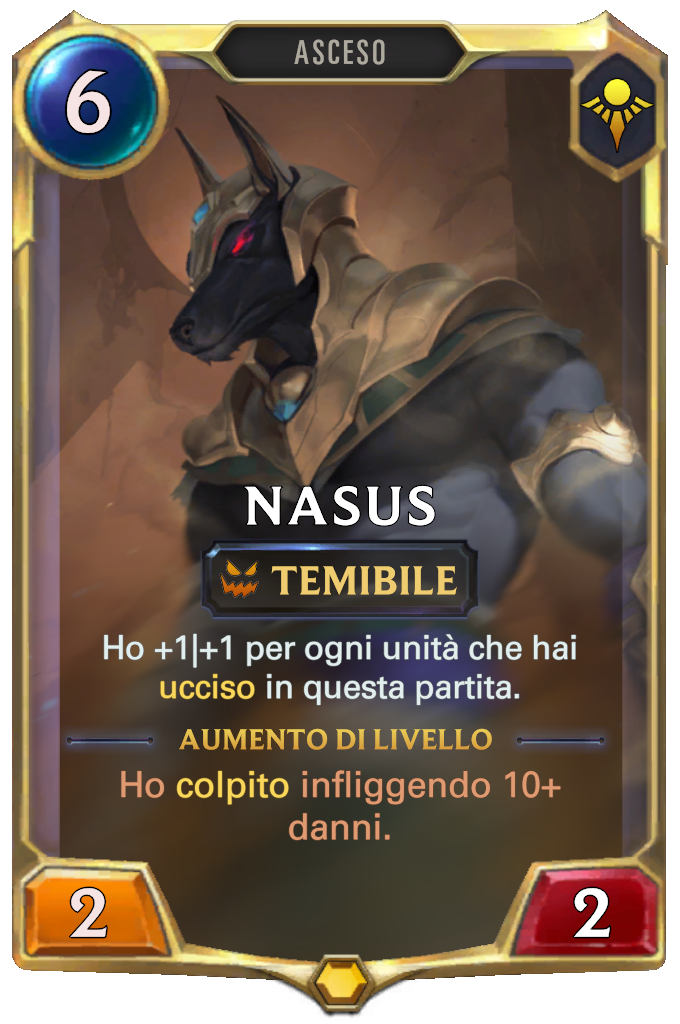 ASCESO
6
NASUS
TEMIBILE
Ho +1|+1 per ogni unità che hai
ucciso in questa partita.
AUMENTO DI LIVELLO
Ho colpito infliggendo 10+
danni.
2
2